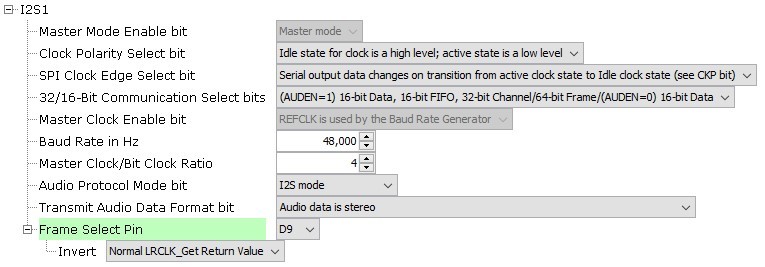 I2S1
Master Mode Enable bit Master mode
Clock Polarity Select bit Idle state for clock is a high level; active state is a low level
SPI Clock Edge Select bit Serial output data changes on transition from active clock state to Idle clock state (see CKP bit)
32/16-Bit Communication Select bits (AUDEN=1) 16-bit Data, 16-bit FIFO, 32-bit Channel/64-bit Frame/(AUDEN=0) 16-bit Data
Master Clock Enable bit REFCLK is used by the Baud Rate Generator
Baud Rate in Hz 48,000
Master Clock/Bit Clock Ratio 4
Audio Protocol Mode bit I2S mode
Transmit Audio Data Format bit Audio data is stereo
Frame Select Pin D9
Invert Normal LRCLK_Get Return Value